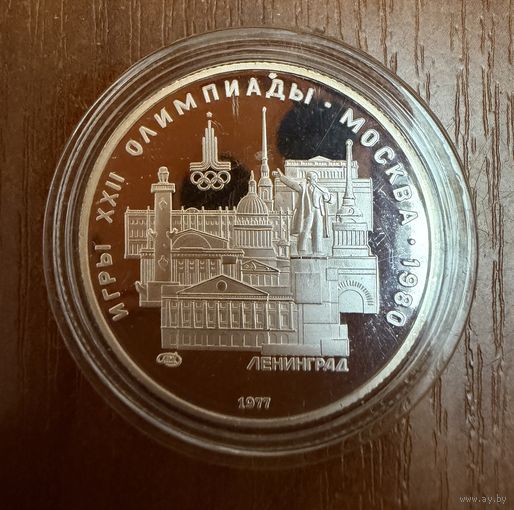 ИГРЫ XXII ОЛИМПИАДЫ · МОСКВА · 1980
ЛЕНИНГРАД
1977
www.ay.by